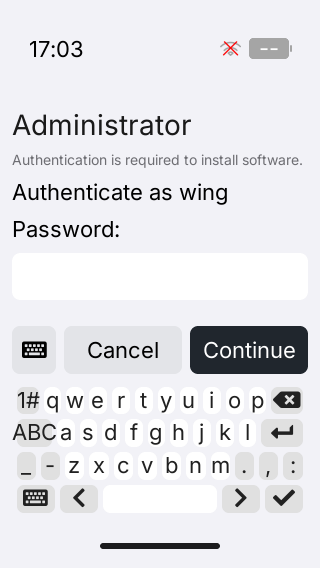 17:03
Administrator
Authentication is required to install software.
Authenticate as wing
Password:
Cancel Continue
1# q w e r t y u i o p
ABC a s d f g h j k l
_ - z x c v b n m . , :